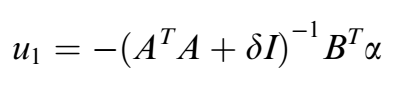 u₁ = −(AᵀA + δI)⁻¹Bᵀα